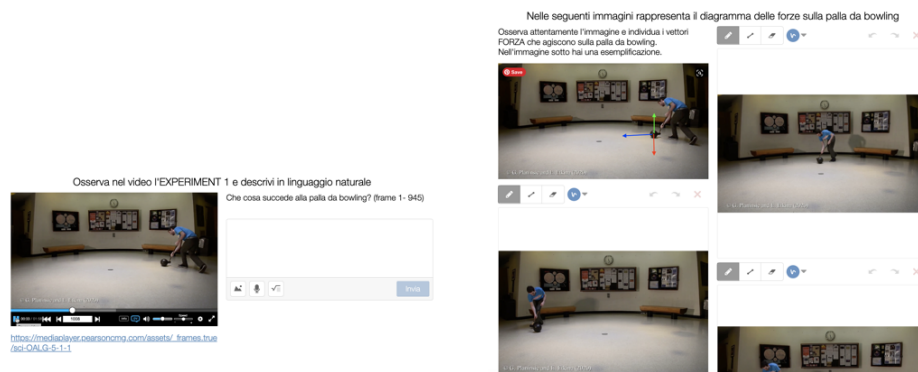 Osserva nel video l'EXPERIMENT 1 e descrivi in linguaggio naturale
Che cosa succede alla palla da bowling? (frame 1- 945)
Invia
https://mediaplayer.pearsoncmg.com/assets/_frames.true
/sci-OALG-5-1-1
Nelle seguenti immagini rappresenta il diagramma delle forze sulla palla da bowling
Osserva attentamente l'immagine e individua i vettori
FORZA che agiscono sulla palla da bowling.
Nell'immagine sotto hai una esemplificazione.
Save